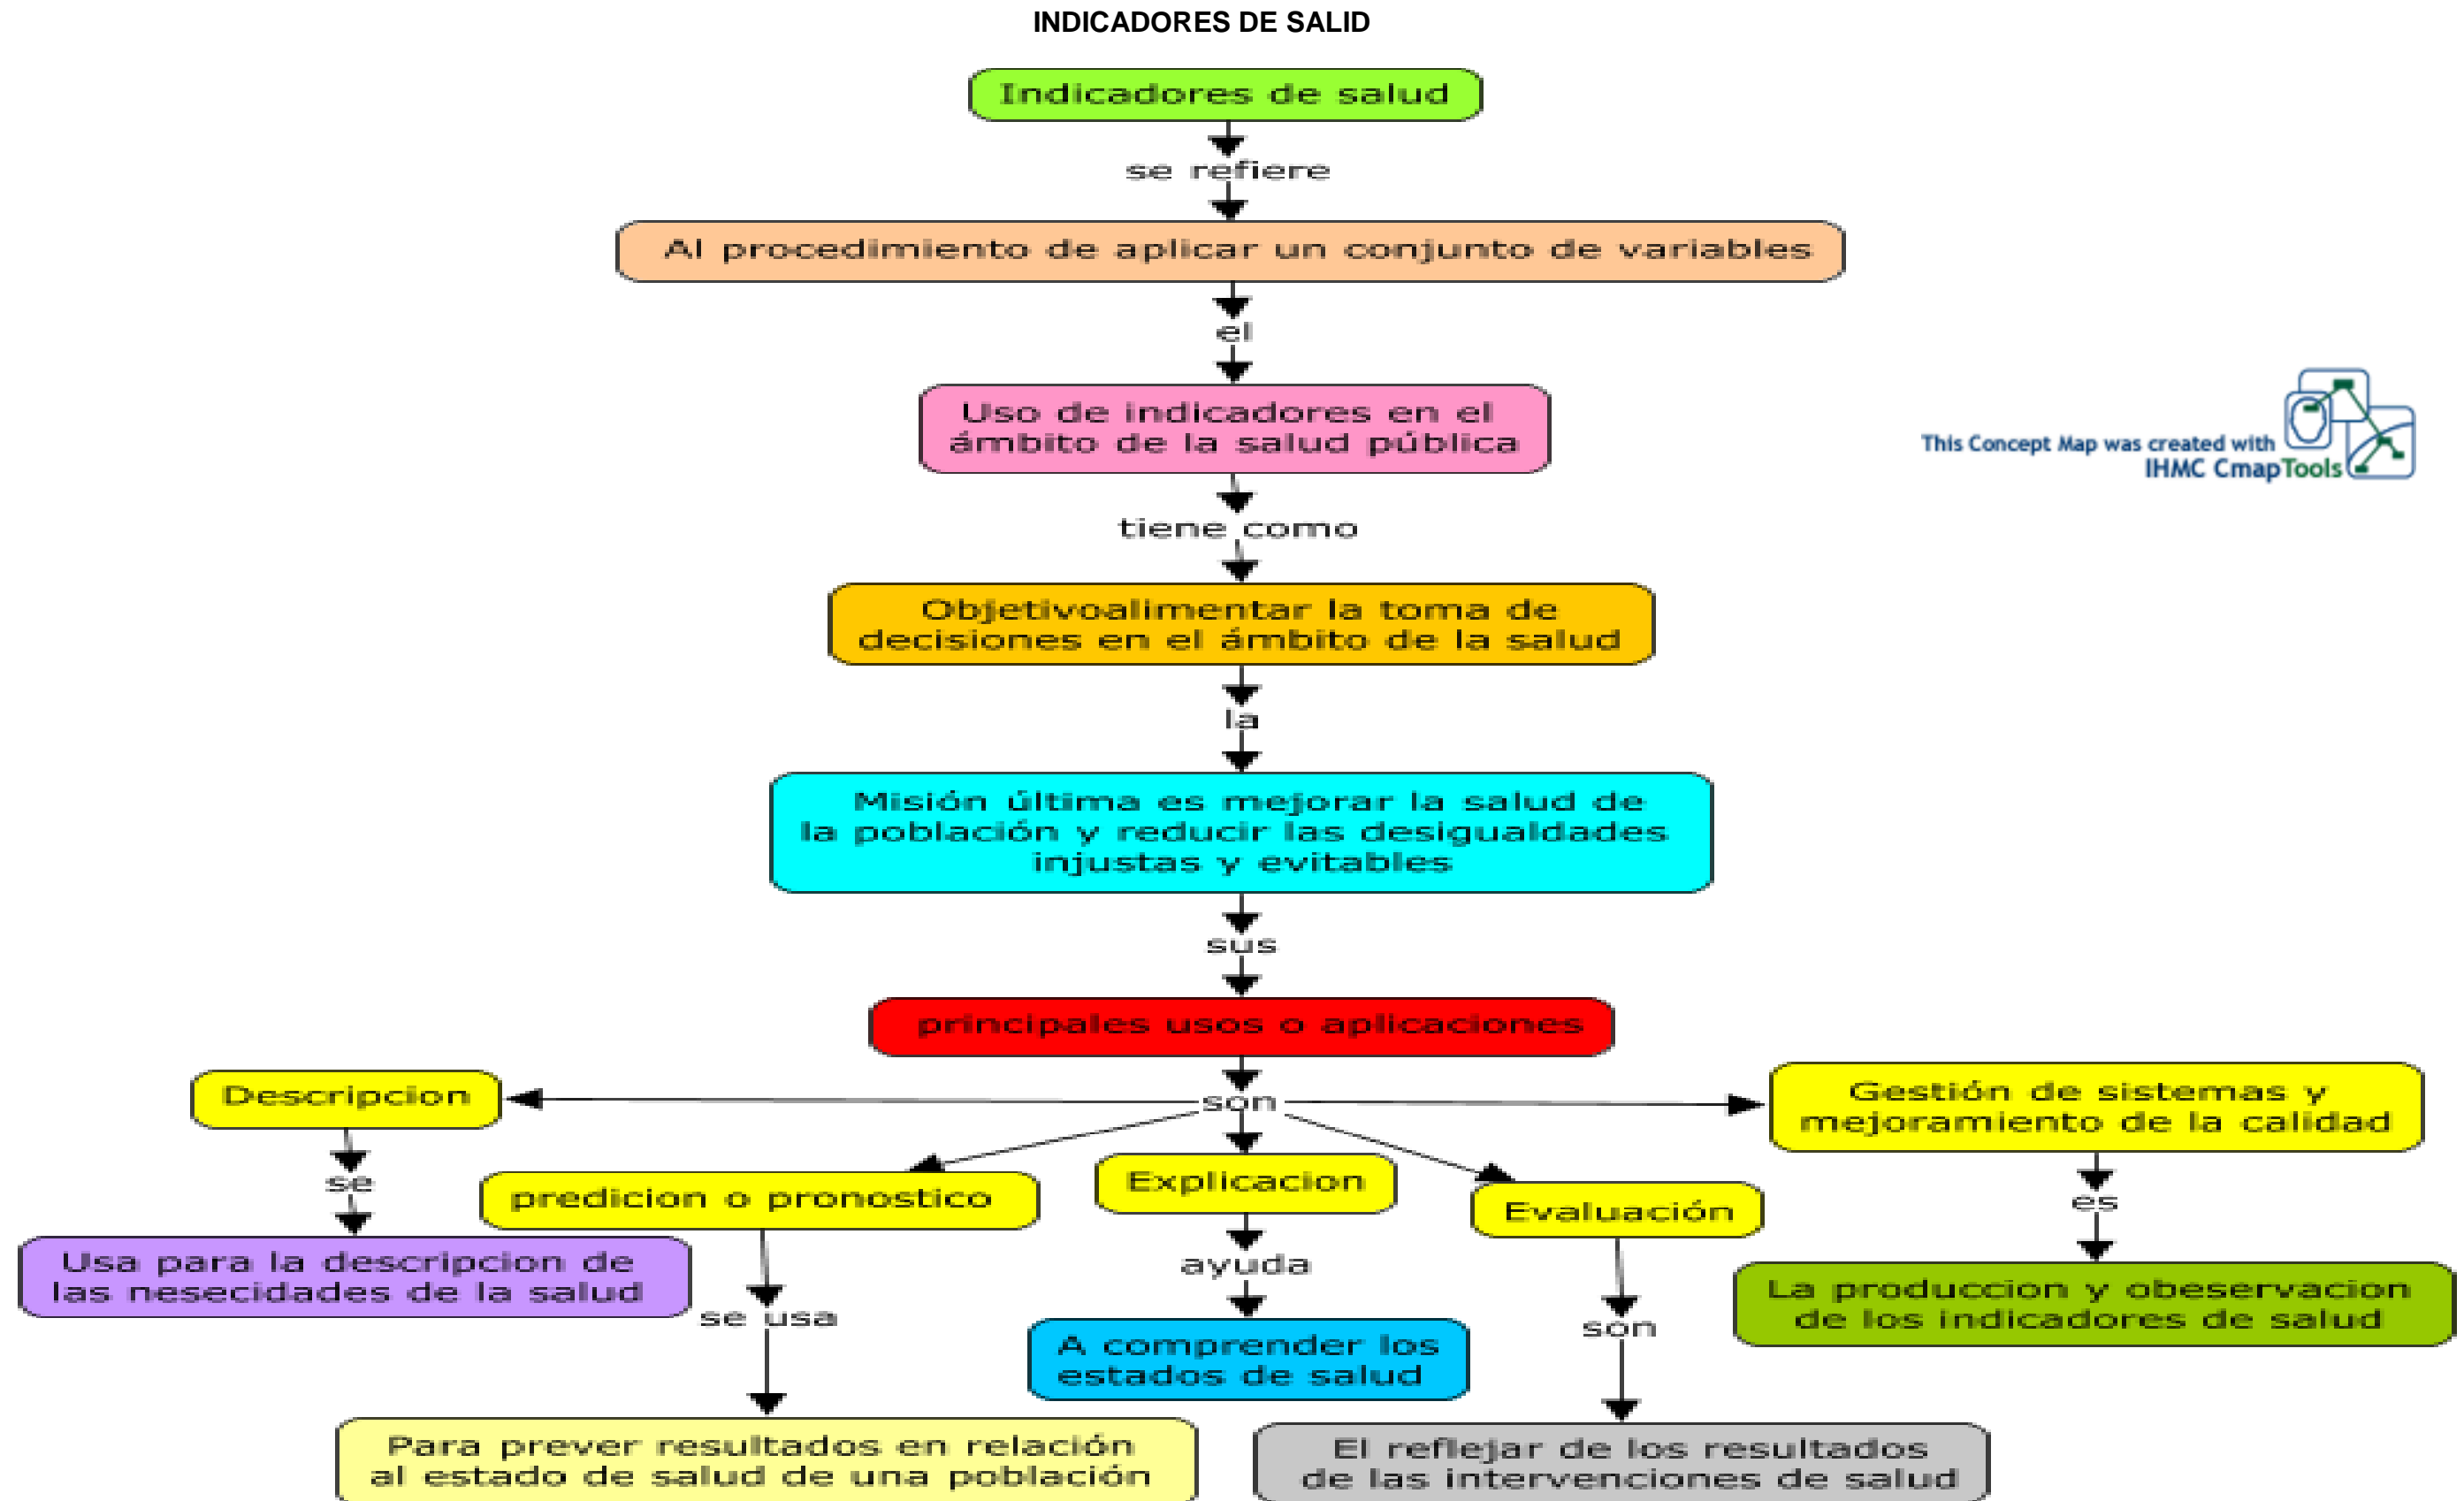 INDICADORES DE SALID
Indicadores de salud
se refiere
Al procedimiento de aplicar un conjunto de variables
el
Uso de indicadores en el
ámbito de la salud pública
This Concept Map was created with
IHMC CmapTools
tiene como
Objetivoalimentar la toma de
decisiones en el ámbito de la salud
la
Misión última es mejorar la salud de
la población y reducir las desigualdades
injustas y evitables
sus
principales usos o aplicaciones
son
Descripcion
se
Usa para la descripcion de
las nesecidades de la salud
predicion o pronostico
se usa
Para prever resultados en relación
al estado de salud de una población
Explicacion
ayuda
A comprender los
estados de salud
Evaluación
son
El reflejar de los resultados
de las intervenciones de salud
Gestión de sistemas y
mejoramiento de la calidad
es
La produccion y obeservacion
de los indicadores de salud